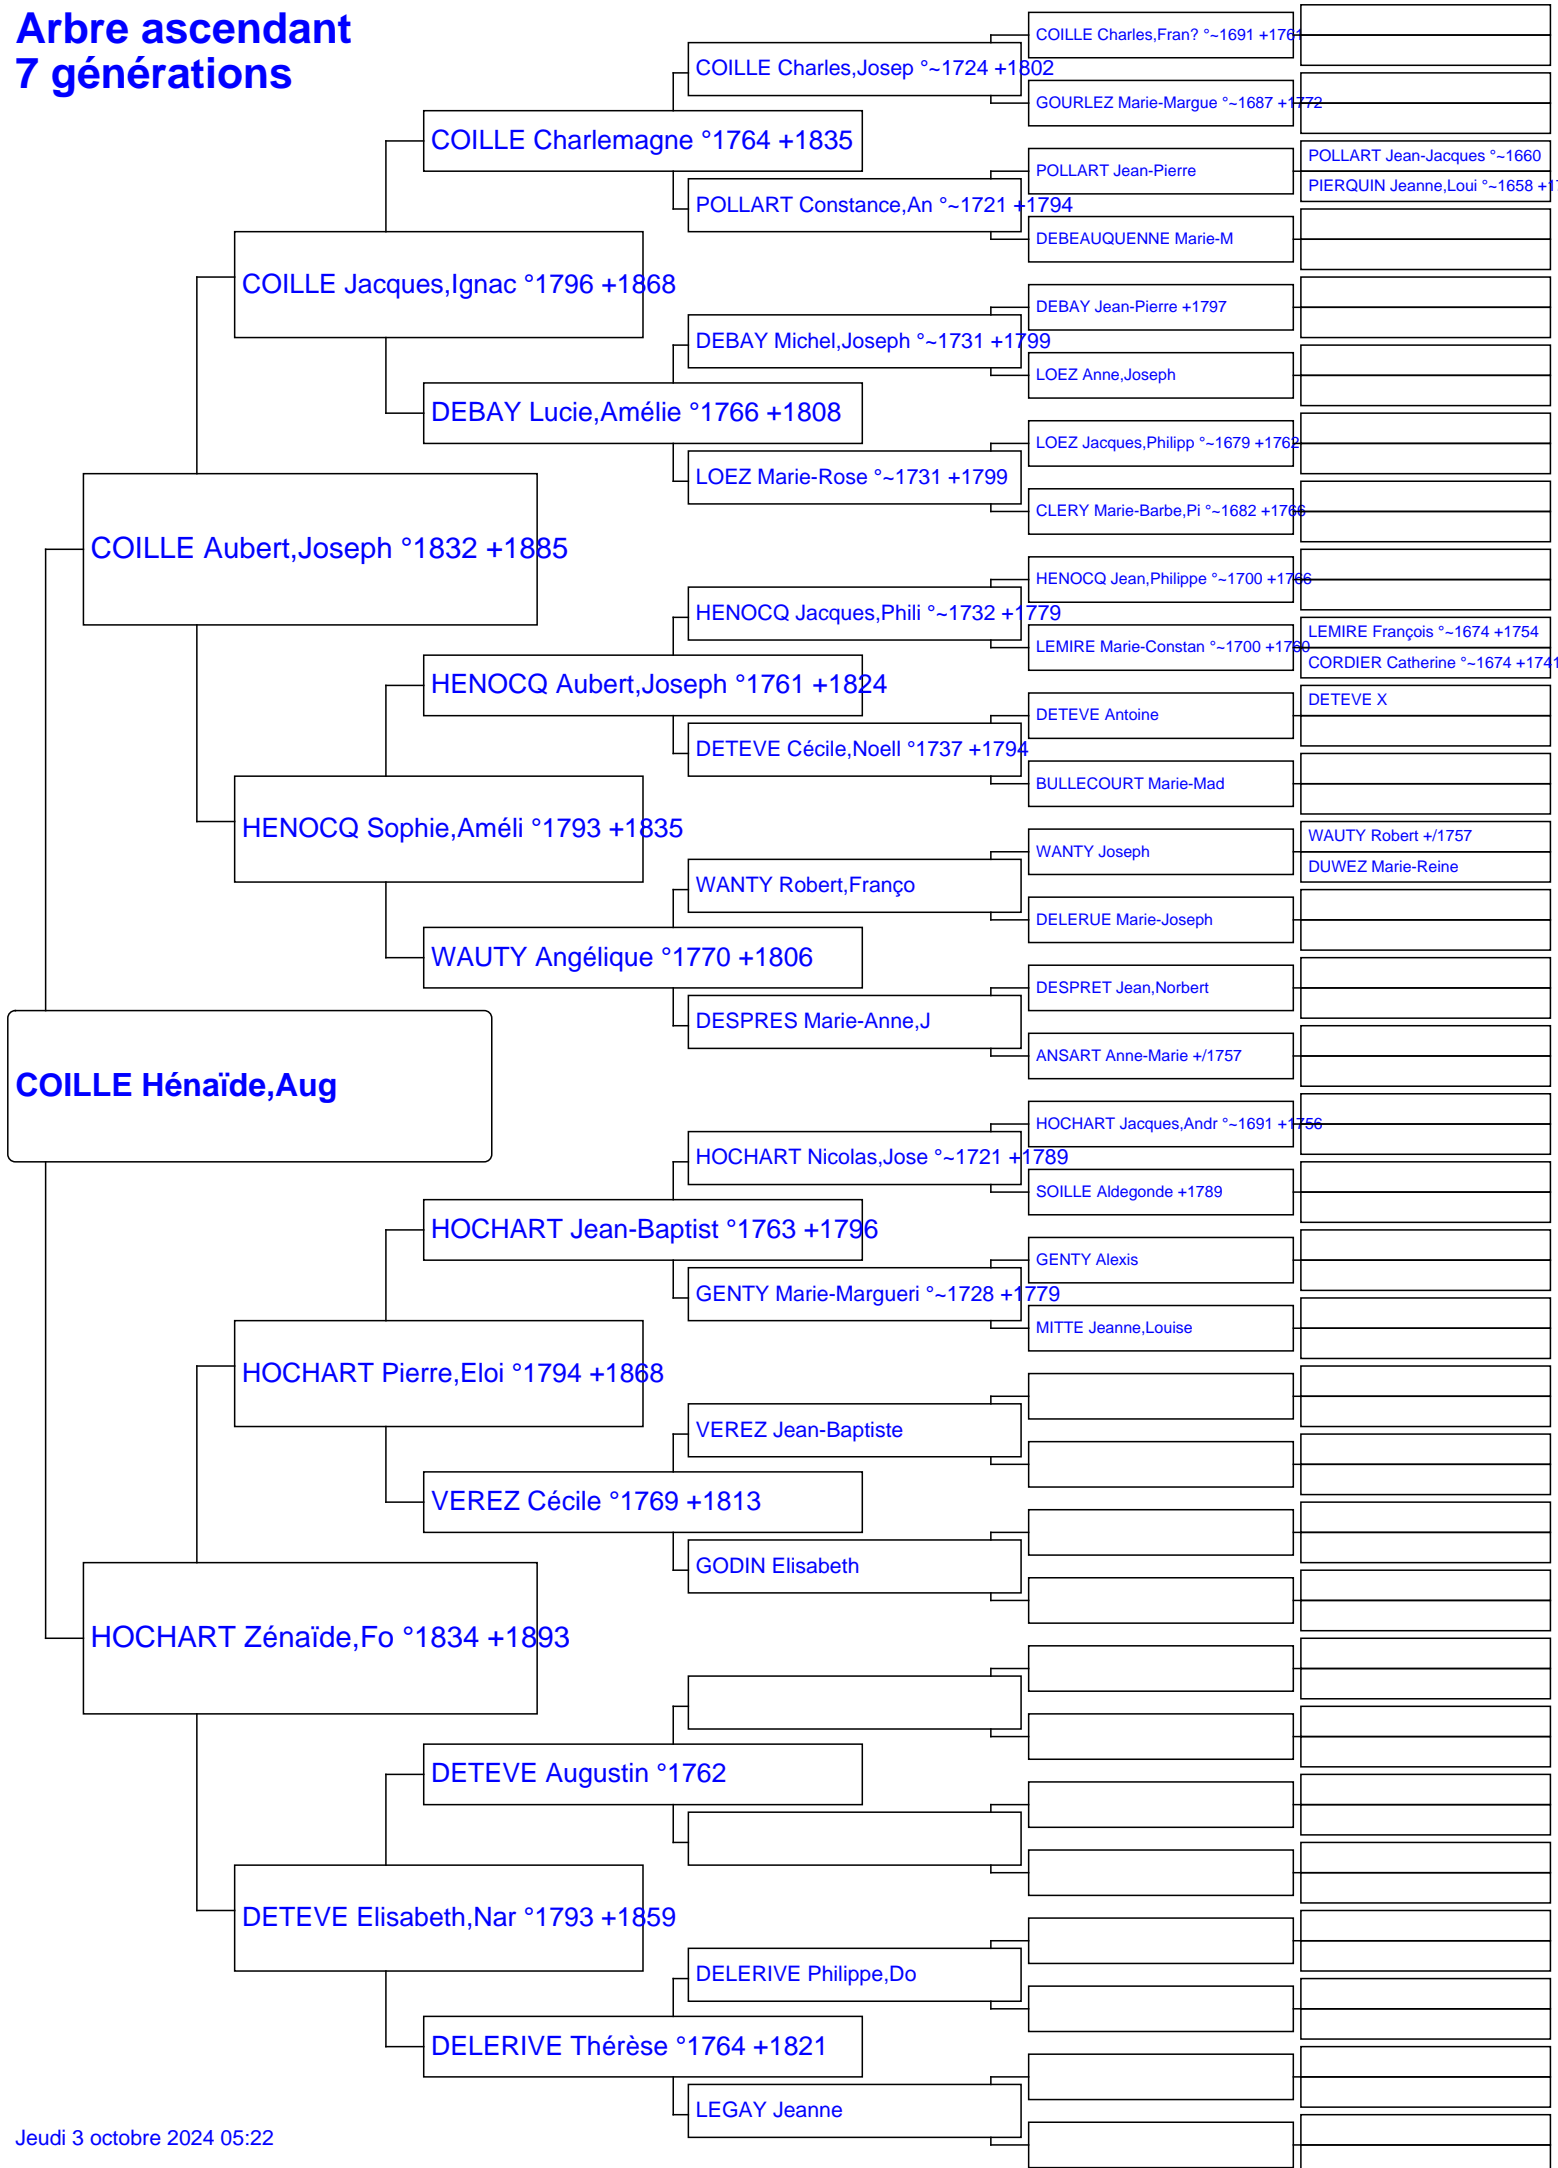 Arbre ascendant
7 générations
COILLE Charles,Fran? °~1691 +1761
COILLE Charles,Josep °~1724 +1802
GOURLEZ Marie-Margue °~1687 +1772
COILLE Charlemagne °1764 +1835
POLLART Jean-Jacques °~1660
POLLART Jean-Pierre
PIERQUIN Jeanne,Loui °~1658
POLLART Constance,An °~1721 +1794
DEBEAUQUENNE Marie-M
COILLE Jacques,Ignac °1796 +1868
DEBAY Jean-Pierre +1797
DEBAY Michel,Joseph °~1731 +1799
LOEZ Anne,Joseph
DEBAY Lucie,Amélie °1766 +1808
LOEZ Jacques,Philipp °~1679 +1762
LOEZ Marie-Rose °~1731 +1799
CLERY Marie-Barbe,Pi °~1682 +1766
COILLE Aubert,Joseph °1832 +1885
HENOCQ Jean,Philippe °~1700 +1766
HENOCQ Jacques,Phili °~1732 +1779
LEMIRE François °~1674 +1754
LEMIRE Marie-Constan °~1700 +1760
CORDIER Catherine °~1674 +1741
HENOCQ Aubert,Joseph °1761 +1824
DETEVE X
DETEVE Antoine
DETEVE Cécile,Noell °1737 +1794
BULLECOURT Marie-Mad
HENOCQ Sophie,Améli °1793 +1835
WAUTY Robert +/1757
WANTY Joseph
DUWEZ Marie-Reine
WANTY Robert,Franço
DELERUE Marie-Joseph
WAUTY Angélique °1770 +1806
DESPRET Jean,Norbert
DESPRES Marie-Anne,J
ANSART Anne-Marie +/1757
COILLE Hénaïde,Aug
HOCHART Jacques,Andr °~1691 +1756
HOCHART Nicolas,Jose °~1721 +1789
SOILLE Aldegonde +1789
HOCHART Jean-Baptist °1763 +1796
GENTY Alexis
GENTY Marie-Margueri °~1728 +1779
MITTE Jeanne,Louise
HOCHART Pierre,Eloi °1794 +1868
VEREZ Jean-Baptiste
VEREZ Cécile °1769 +1813
GODIN Elisabeth
HOCHART Zénaïde,Fo °1834 +1893
DETEVE Augustin °1762
DETEVE Elisabeth,Nar °1793 +1859
DELERIVE Philippe,Do
DELERIVE Thérèse °1764 +1821
LEGAY Jeanne
Jeudi 3 octobre 2024 05:22